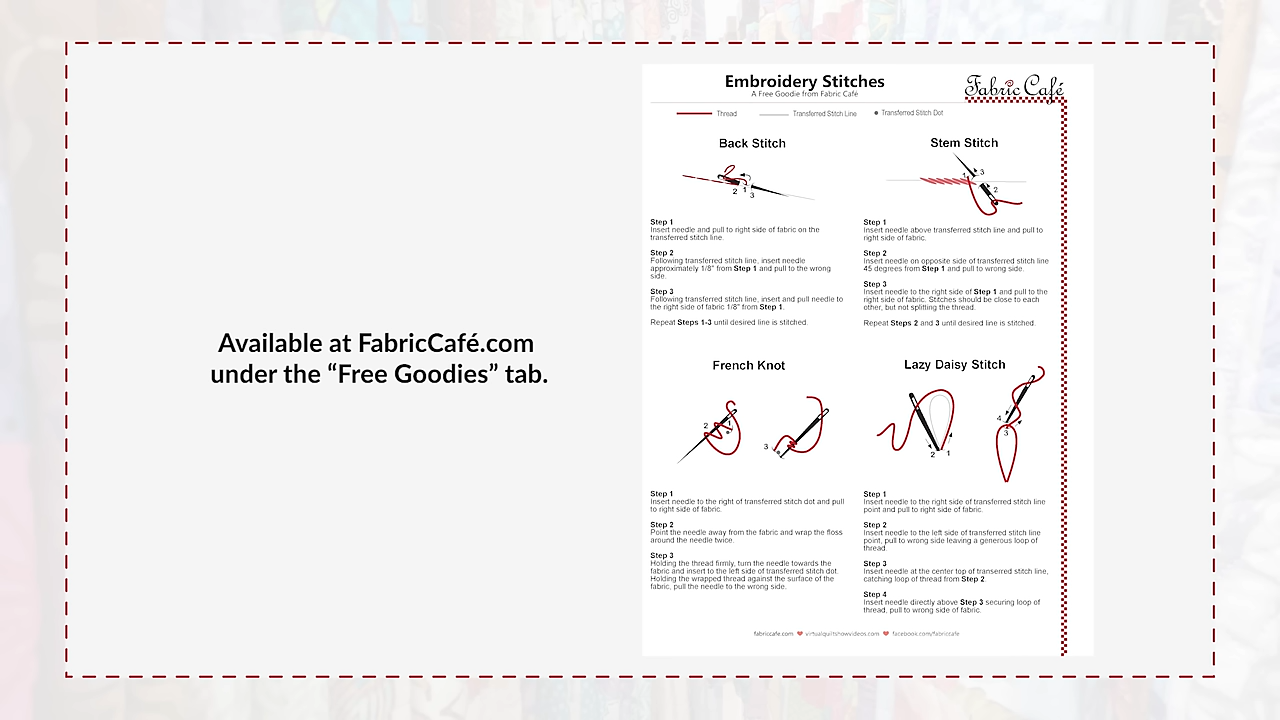 Available at FabricCafé.com
under the “Free Goodies” tab.
Embroidery Stitches
A Free Goodie from Fabric Café
Fabric Café
Thread
Transferred Stitch Line
Transferred Stitch Dot
Back Stitch
2 1 3
Step 1
Insert needle and pull to right side of fabric on the
transferred stitch line.
Step 2
Following transferred stitch line, insert needle
approximately 1/8" from Step 1 and pull to the wrong
side.
Step 3
Following transferred stitch line, insert and pull needle to
the right side of fabric 1/8" from Step 1.
Repeat Steps 1-3 until desired line is stitched.
Stem Stitch
1 3
2
Step 1
Insert needle above transferred stitch line and pull to
right side of fabric.
Step 2
Insert needle on opposite side of transferred stitch line
45 degrees from Step 1 and pull to wrong side.
Step 3
Insert needle to the right side of Step 1 and pull to the
right side of fabric. Stitches should be close to each
other, but not splitting the thread.
Repeat Steps 2 and 3 until desired line is stitched.
French Knot
2 1
3
Step 1
Insert needle to the right of transferred stitch dot and pull
to right side of fabric.
Step 2
Point the needle away from the fabric and wrap the floss
around the needle twice.
Step 3
Holding the thread firmly, turn the needle towards the
fabric and insert to the left side of transferred stitch dot.
Holding the wrapped thread against the surface of the
fabric, pull the needle to the wrong side.
Lazy Daisy Stitch
2 1
4
3
Step 1
Insert needle to the right side of transferred stitch line
point and pull to right side of fabric.
Step 2
Insert needle to the left side of transferred stitch line
point, pull to wrong side leaving a generous loop of
thread.
Step 3
Insert needle at the center top of transerred stitch line,
catching loop of thread from Step 2.
Step 4
Insert needle directly above Step 3 securing loop of
thread, pull to wrong side of fabric.
fabriccafe.com ♥ virtualquiltshowvideos.com ♥ facebook.com/fabriccafe